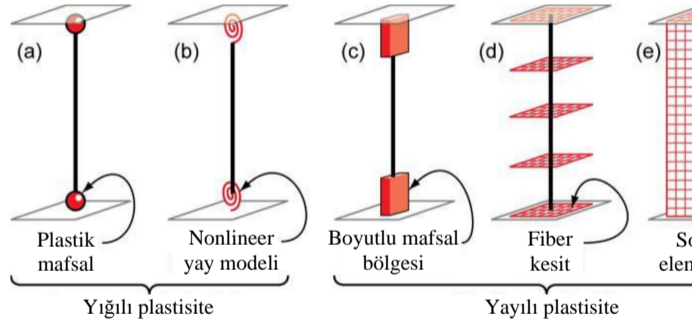 (a) (b) (c) (d) (e)
Plastik
mafsal
Nonlineer
yay modeli
Boyutlu mafsal
bölgesi
Fiber
kesit
Yığılı plastisite
Yayılı plastisite